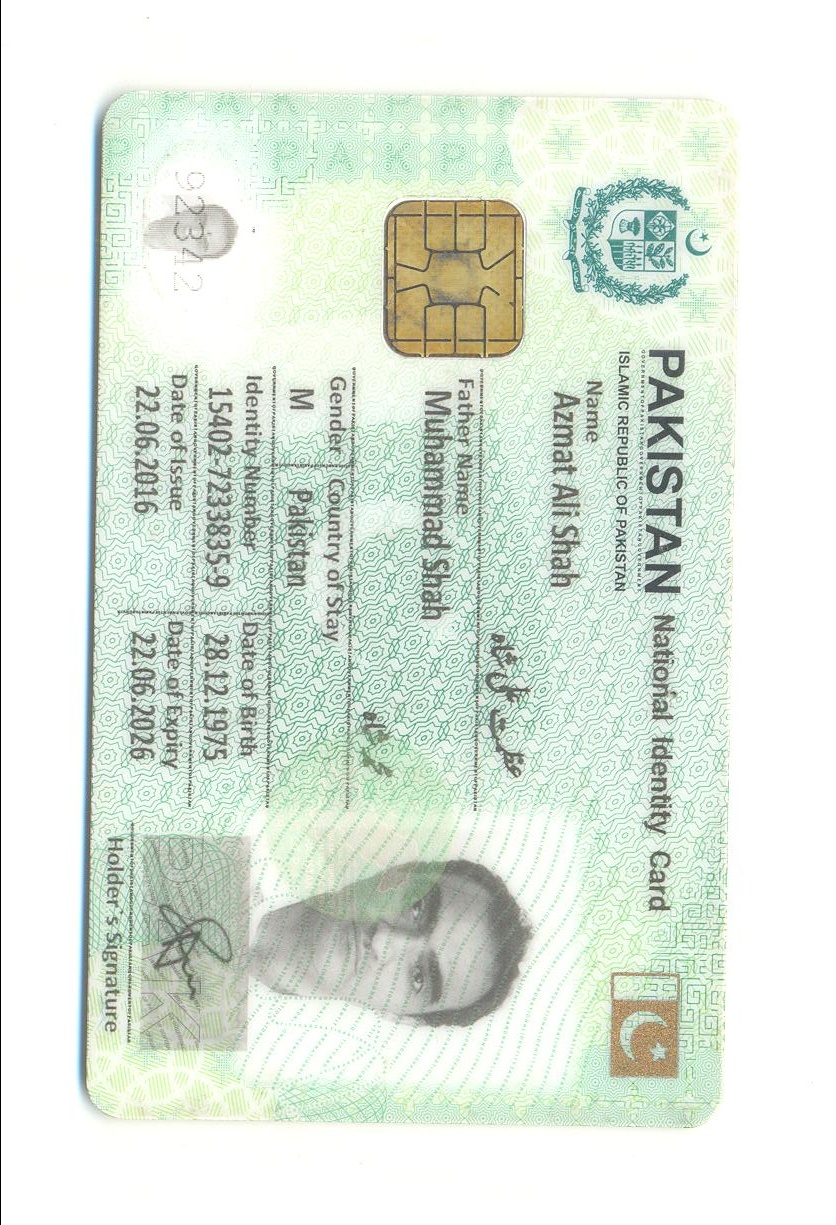 PAKISTAN National Identity Card
ISLAMIC REPUBLIC OF PAKISTAN
Name
Azmat Ali Shah
عظمت علی شاہ
Father Name
Muhammad Shah
محمد شاہ
Gender Country of Stay
M Pakistan
Identity Number Date of Birth
15402-7233835-9 28.12.1975
Date of Issue Date of Expiry
22.06.2016 22.06.2026
Holder's Signature
92342